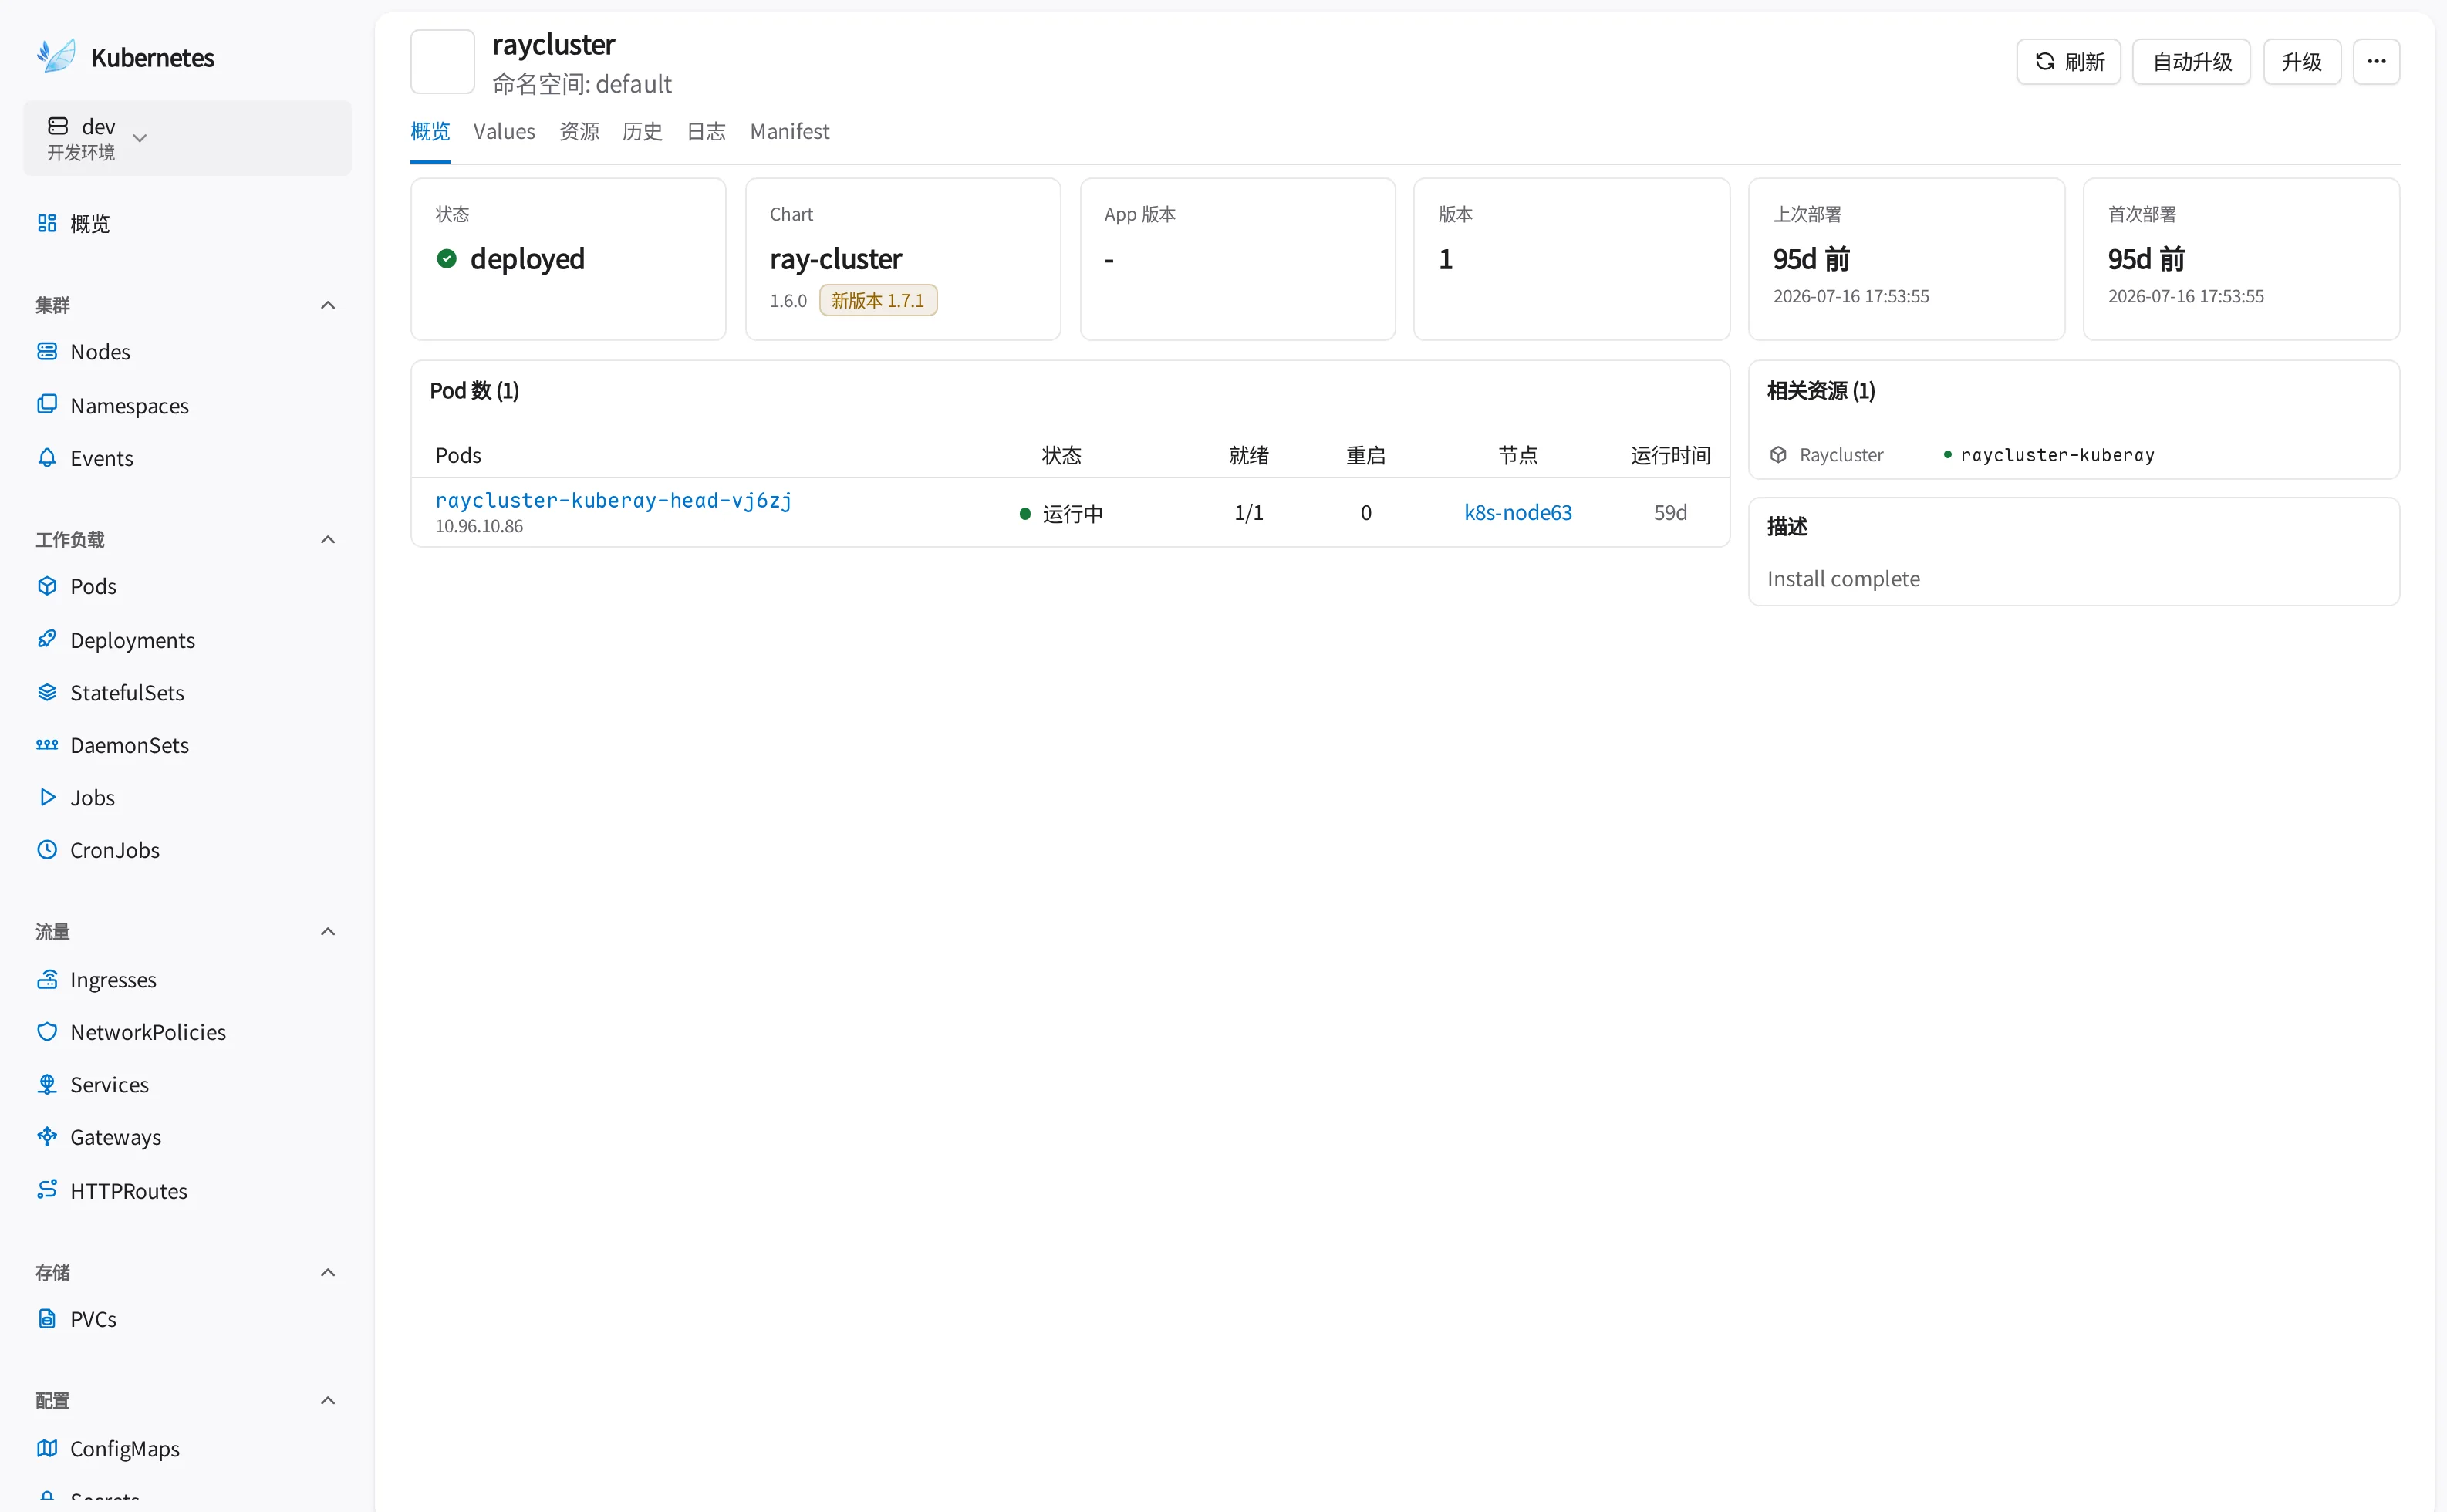 Kubernetes
dev
开发环境
概览
集群
Nodes
Namespaces
Events
工作负载
Pods
Deployments
StatefulSets
DaemonSets
Jobs
CronJobs
流量
Ingresses
NetworkPolicies
Services
Gateways
HTTPRoutes
存储
PVCs
配置
ConfigMaps
Secrets
raycluster
命名空间: default
刷新
自动升级
升级
概览 Values 资源 历史 日志 Manifest
状态
deployed
Chart
ray-cluster
1.6.0 新版本 1.7.1
App 版本
-
版本
1
上次部署
95d 前
2026-07-16 17:53:55
首次部署
95d 前
2026-07-16 17:53:55
Pod 数 (1)
Pods 状态 就绪 重启 节点 运行时间
raycluster-kuberay-head-vj6zj 运行中 1/1 0 k8s-node63 59d
10.96.10.86
相关资源 (1)
Raycluster raycluster-kuberay
描述
Install complete